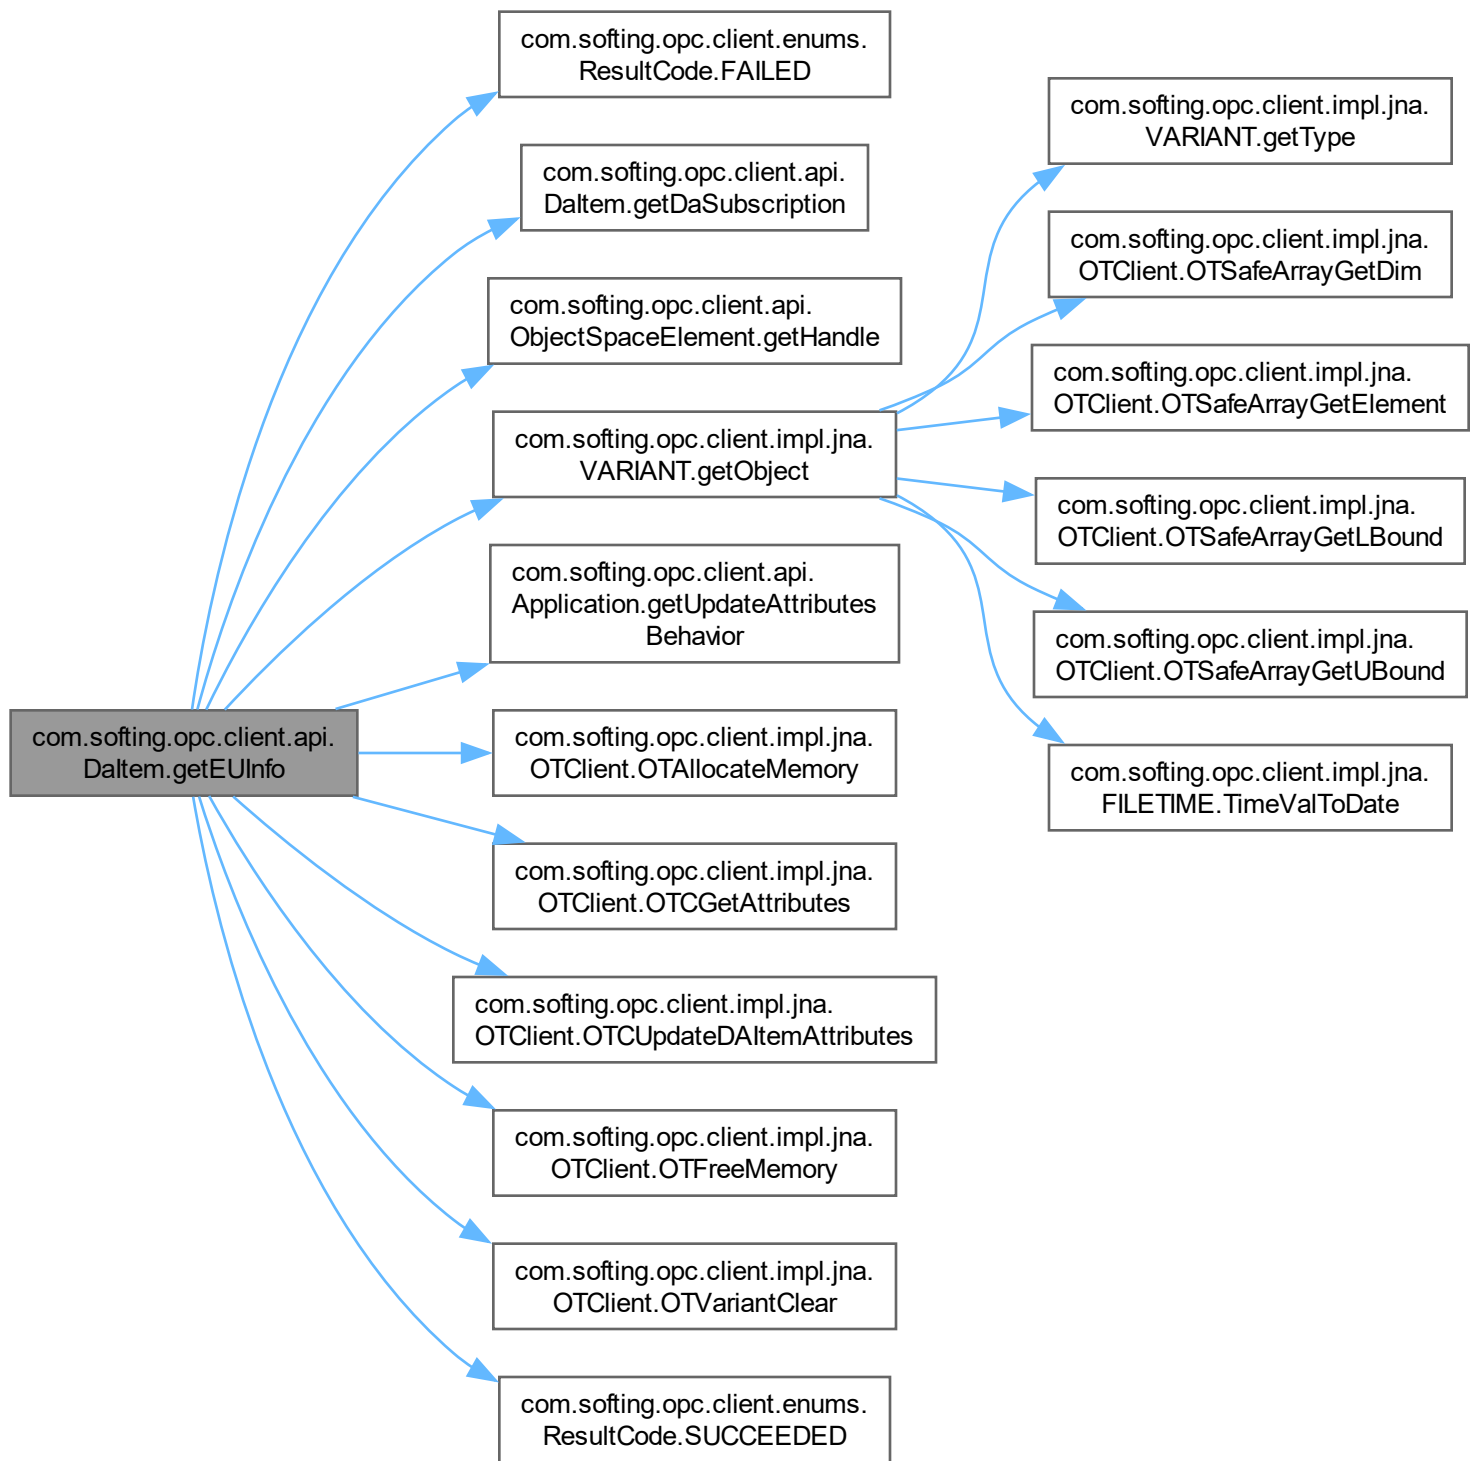 com.softing.opc.client.enums.
ResultCode.FAILED
com.softing.opc.client.api.
DaItem.getDaSubscription
com.softing.opc.client.api.
ObjectSpaceElement.getHandle
com.softing.opc.client.impl.jna.
VARIANT.getObject
com.softing.opc.client.api.
Application.getUpdateAttributes
Behavior
com.softing.opc.client.api.
DaItem.getEUInfo
com.softing.opc.client.impl.jna.
OTClient.OTAllocateMemory
com.softing.opc.client.impl.jna.
OTClient.OTCGetAttributes
com.softing.opc.client.impl.jna.
OTClient.OTCUpdateDAItemAttributes
com.softing.opc.client.impl.jna.
OTClient.OTFreeMemory
com.softing.opc.client.impl.jna.
OTClient.OTVariantClear
com.softing.opc.client.enums.
ResultCode.SUCCEEDED
com.softing.opc.client.impl.jna.
VARIANT.getType
com.softing.opc.client.impl.jna.
OTClient.OTSafeArrayGetDim
com.softing.opc.client.impl.jna.
OTClient.OTSafeArrayGetElement
com.softing.opc.client.impl.jna.
OTClient.OTSafeArrayGetLBound
com.softing.opc.client.impl.jna.
OTClient.OTSafeArrayGetUBound
com.softing.opc.client.impl.jna.
FILETIME.TimeValToDate